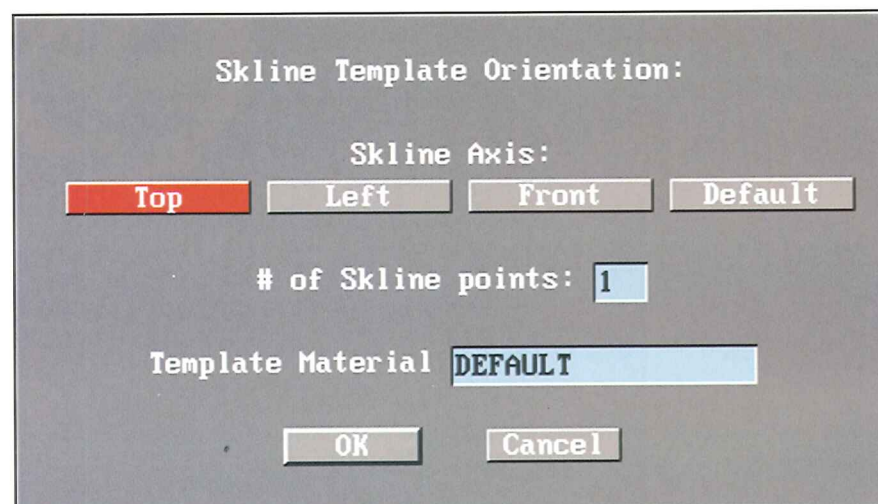 Skline Template Orientation:
Skline Axis:
Top Left Front Default
# of Skline points: 1
Template Material DEFAULT
OK Cancel